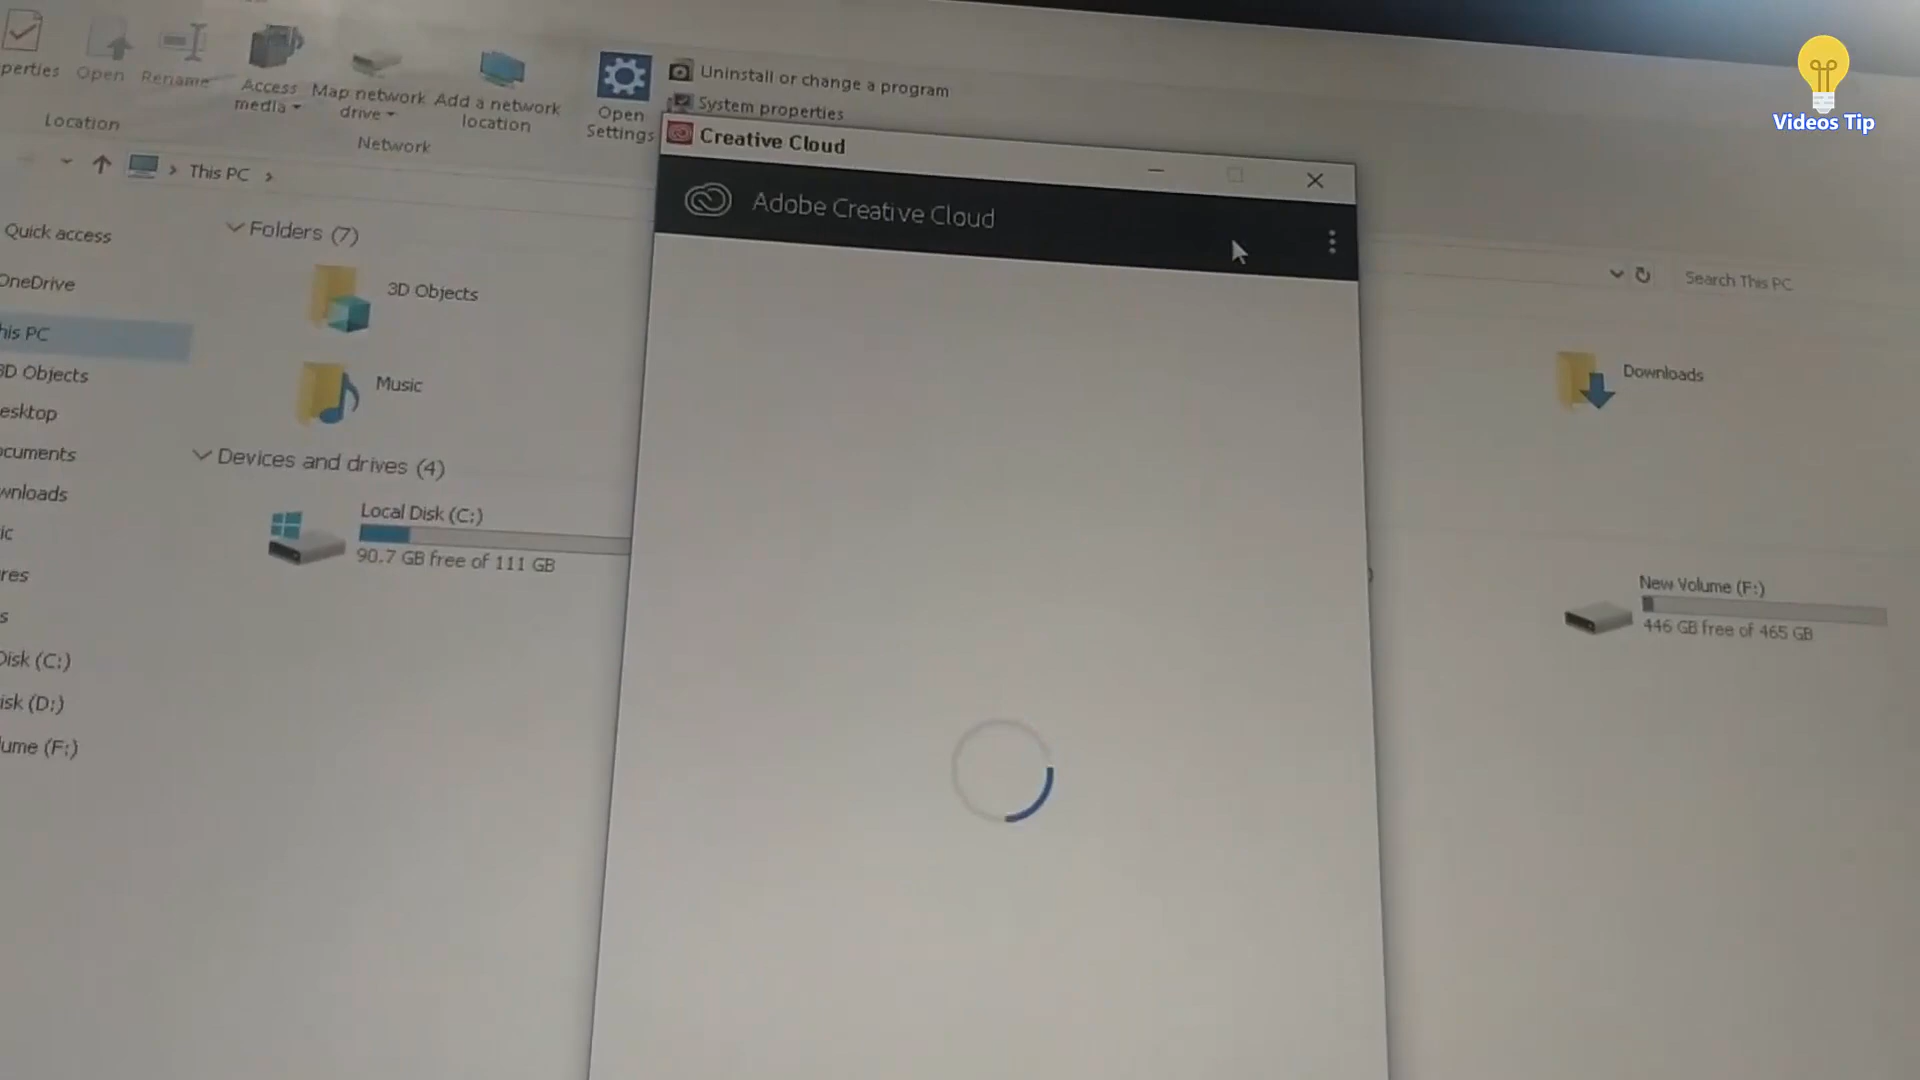 Videos Tip
perties
Open
Rename
Access
media
Map network
drive
Add a network
location
Open
Settings
Uninstall or change a program
System properties
Location
Network
This PC
Search This PC
Creative Cloud
Adobe Creative Cloud
Quick access
OneDrive
his PC
3D Objects
esktop
ocuments
wnloads
ic
res
s
Disk (C:)
isk (D:)
lume (F:)
Folders (7)
3D Objects
Music
Downloads
Devices and drives (4)
Local Disk (C:)
90.7 GB free of 111 GB
)
New Volume (F:)
446 GB free of 465 GB